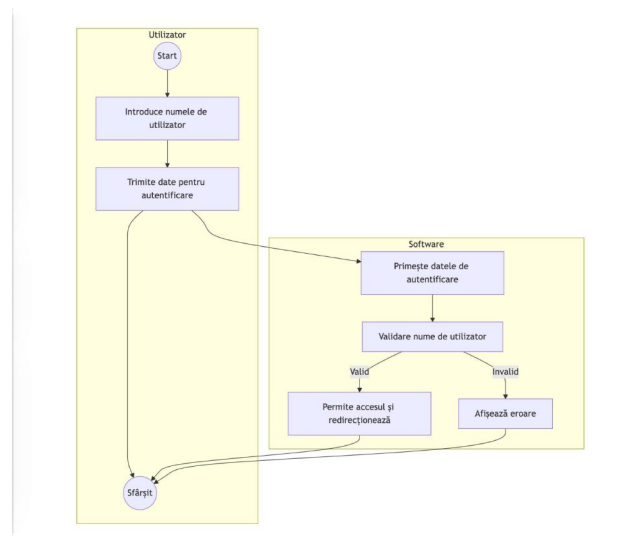 Utilizator
Start
Introduce numele de
utilizator
Trimite date pentru
autentificare
Software
Primește datele de
autentificare
Validare nume de utilizator
Valid
Invalid
Permite accesul și
redirecționează
Afișează eroare
Sfârșit